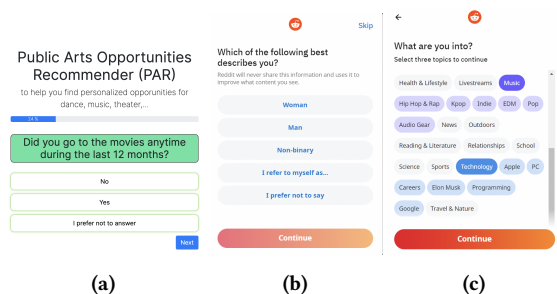 Public Arts Opportunities
Recommender (PAR)
to help you find personalized opporunities for
dance, music, theater,...
24 %
Did you go to the movies anytime
during the last 12 months?
No
Yes
I prefer not to answer
Next
(a)
Skip
Which of the following best
describes you?
Reddit will never share this information and uses it to
improve what content you see.
Woman
Man
Non-binary
I refer to myself as...
I prefer not to say
Continue
(b)
What are you into?
Select three topics to continue
Health & Lifestyle Livestreams Music
Hip Hop & Rap Kpop Indie EDM Pop
Audio Gear News Outdoors
Reading & Literature Relationships School
Science Sports Technology Apple PC
Careers Elon Musk Programming
Google Travel & Nature
Continue
(c)